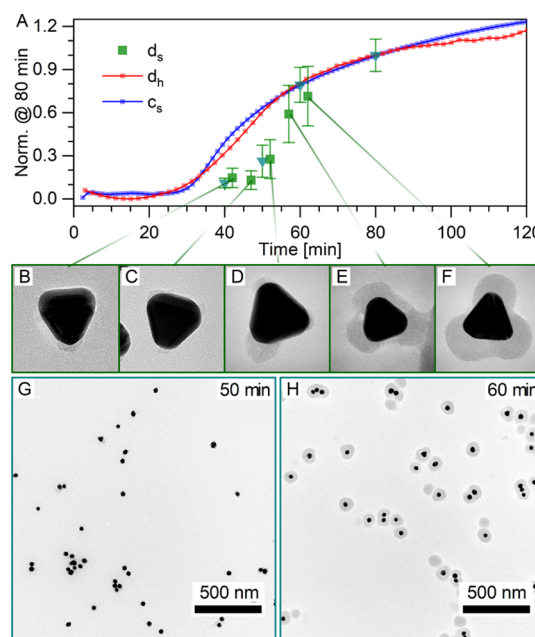 A
1.2
0.9
0.6
0.3
0.0
Norm. @ 80 min
d_s
d_h
c_s
0 20 40 60 80 100 120
Time [min]
B C D E F
G 50 min
500 nm
H 60 min
500 nm